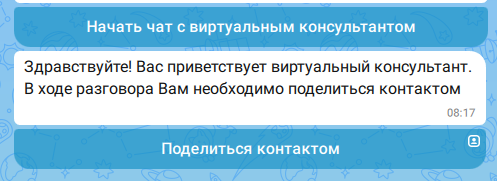 Начать чат с виртуальным консультантом
Здравствуйте! Вас приветствует виртуальный консультант.
В ходе разговора Вам необходимо поделиться контактом
08:17
Поделиться контактом